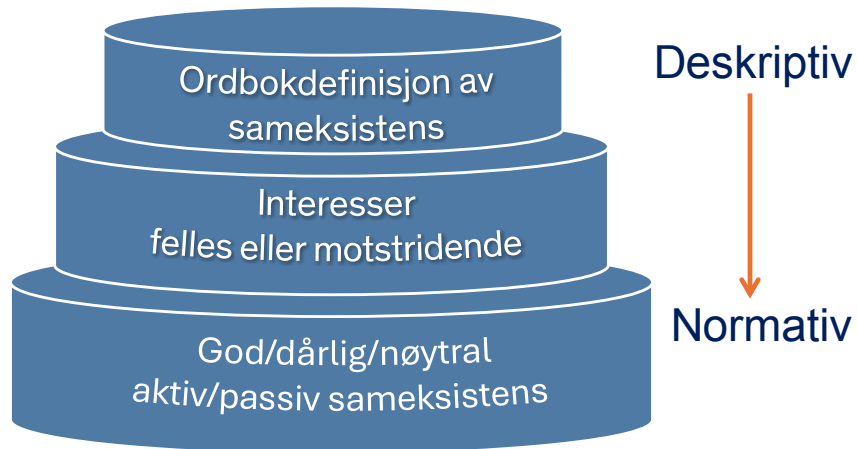 Ordbokdefinisjon av
sameksistens
Deskriptiv
Interesser
felles eller motstridende
Normativ
God/dårlig/nøytral
aktiv/passiv sameksistens